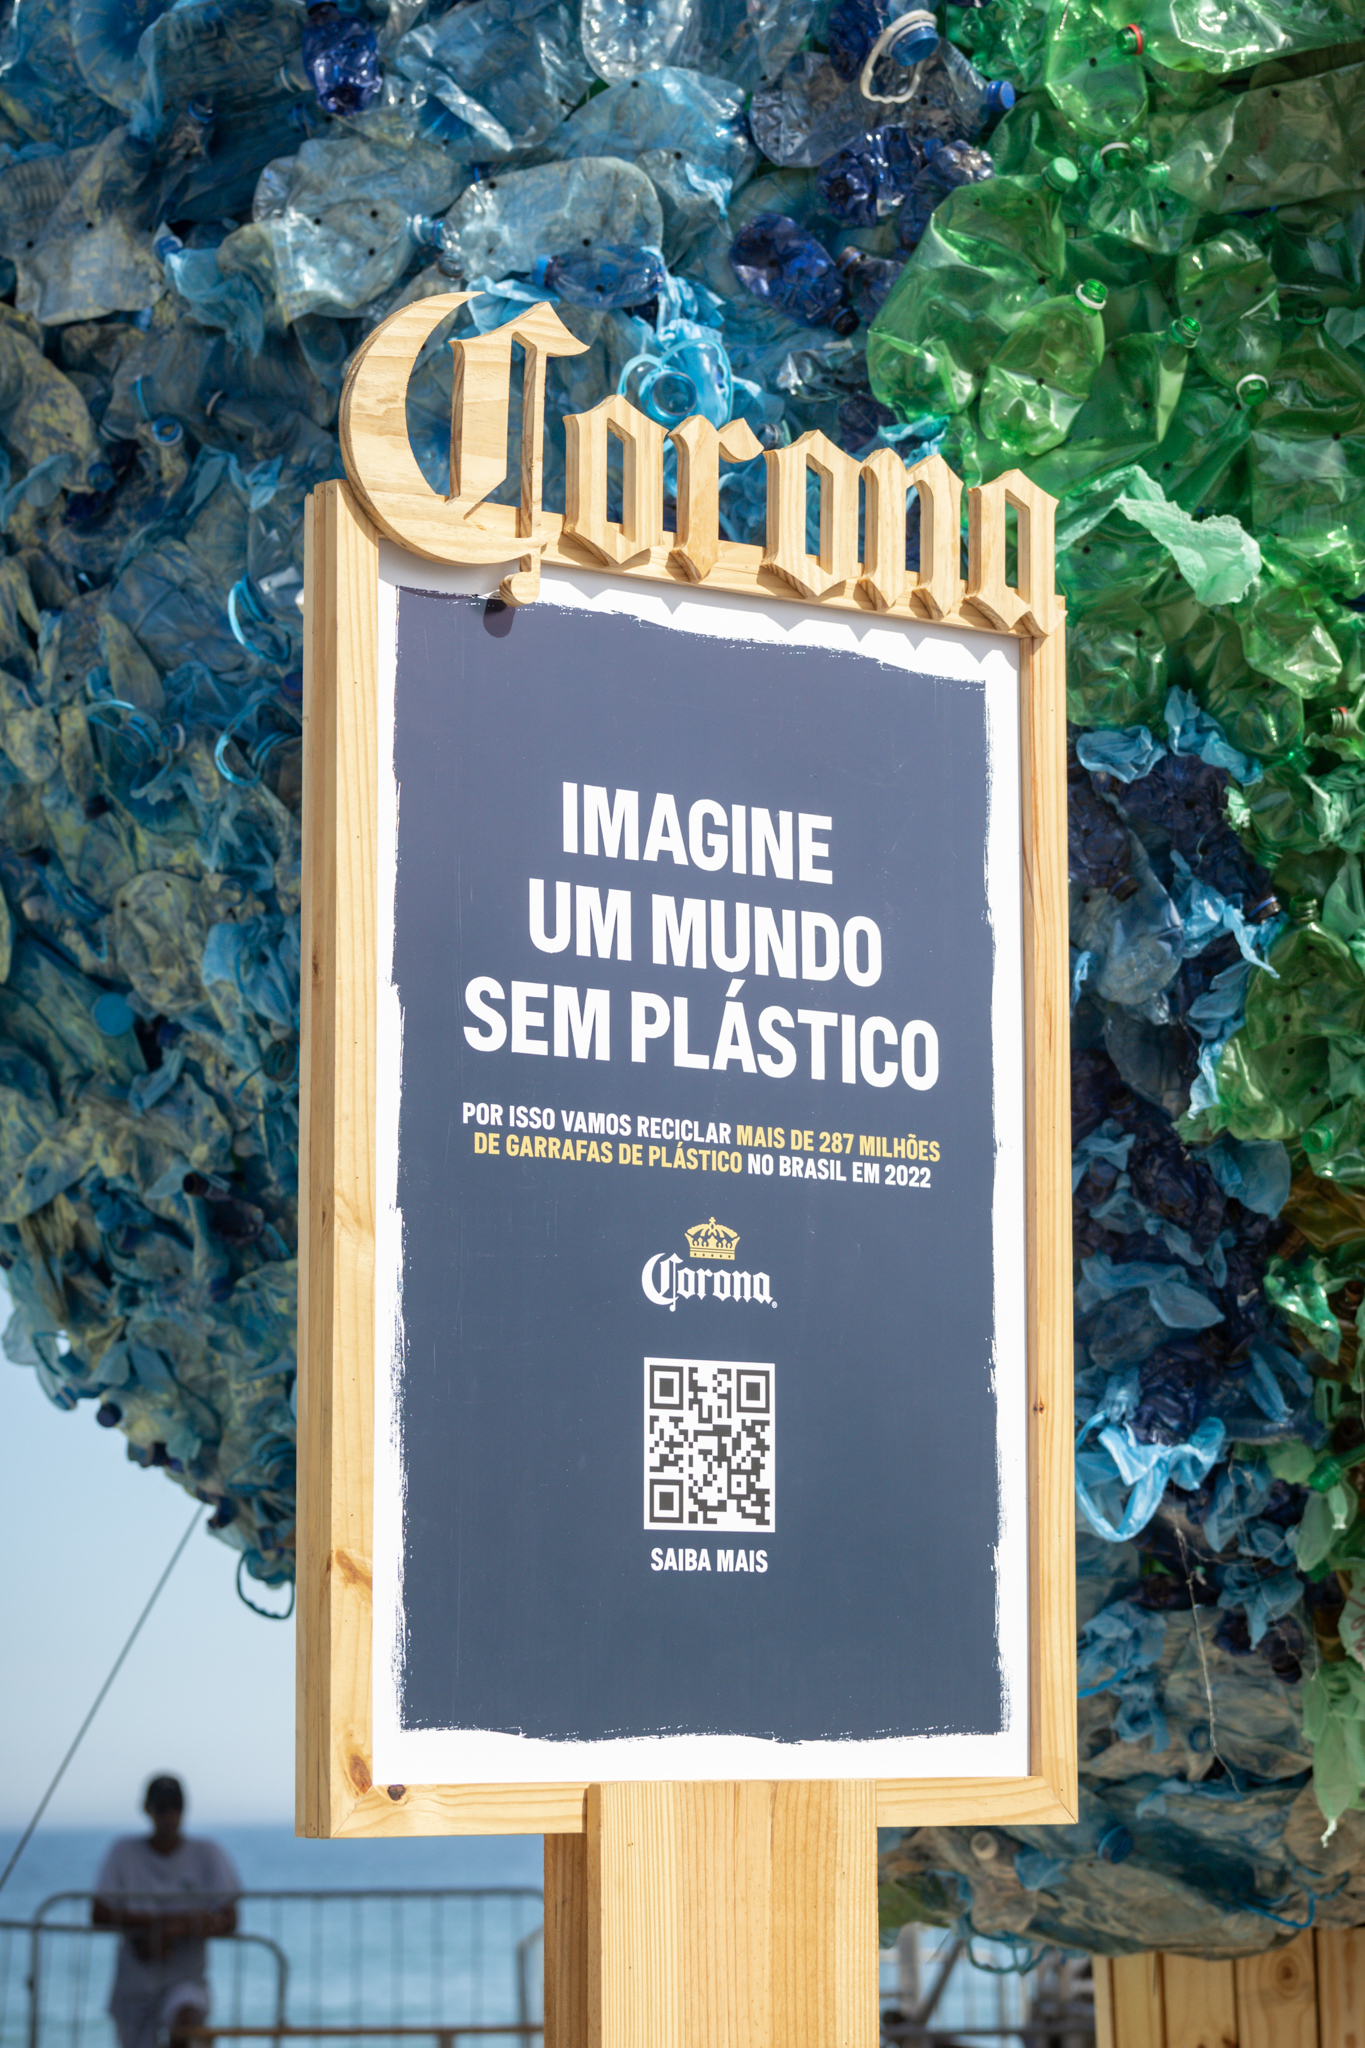 Corona
IMAGINE
UM MUNDO
SEM PLÁSTICO
POR ISSO VAMOS RECICLAR MAIS DE 287 MILHÕES
DE GARRAFAS DE PLÁSTICO NO BRASIL EM 2022
Corona®
SAIBA MAIS